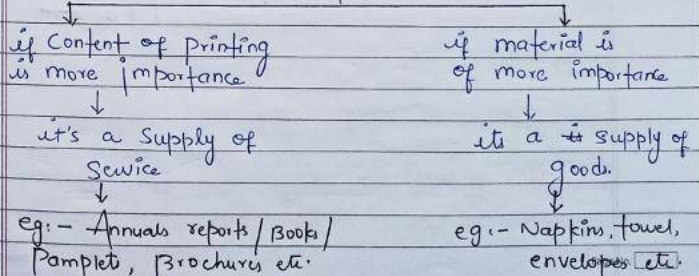 if Content of printing
is more importance
↓
it's a Supply of
Service
↓
eg:- Annuals reports / Books /
Pamplet, Brochures etc.
if material is
of more importance
↓
its a supply of
goods.
↓
eg:- Napkins, towel,
envelopes etc.